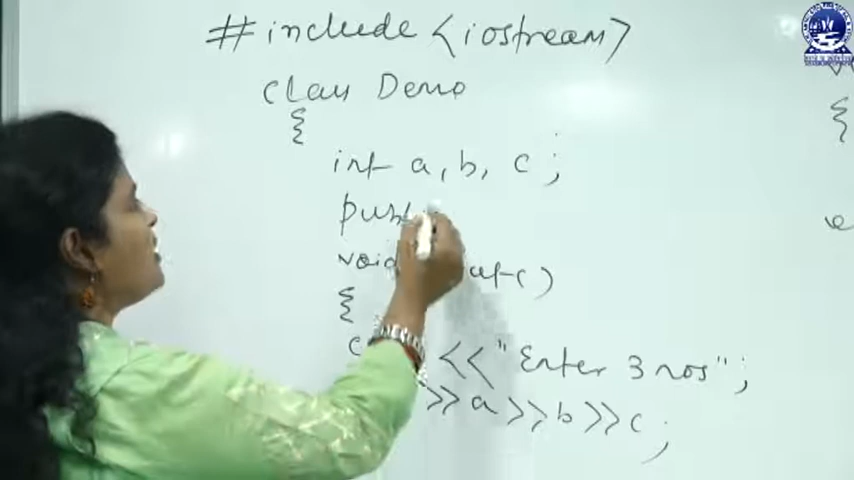 #include <iostream>
class Demo
{
int a, b, c ;
void
{
<< "Enter 3 nos" ;
>> a >> b >> c ;